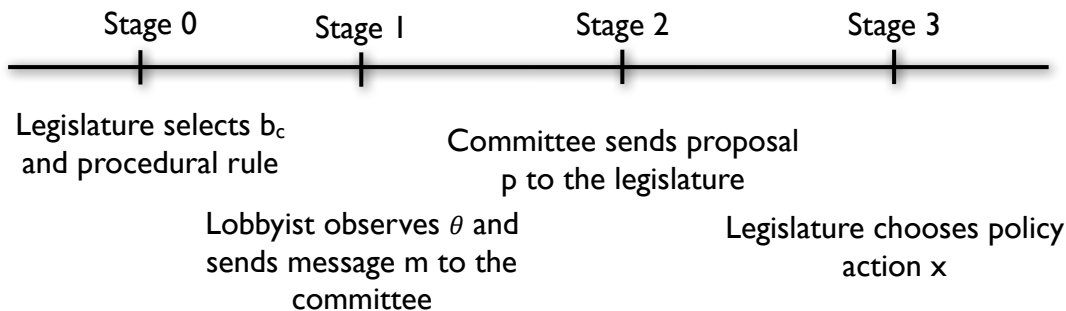 Stage 0
Stage 1
Stage 2
Stage 3
Legislature selects b_c
and procedural rule
Lobbyist observes θ and
sends message m to the
committee
Committee sends proposal
p to the legislature
Legislature chooses policy
action x